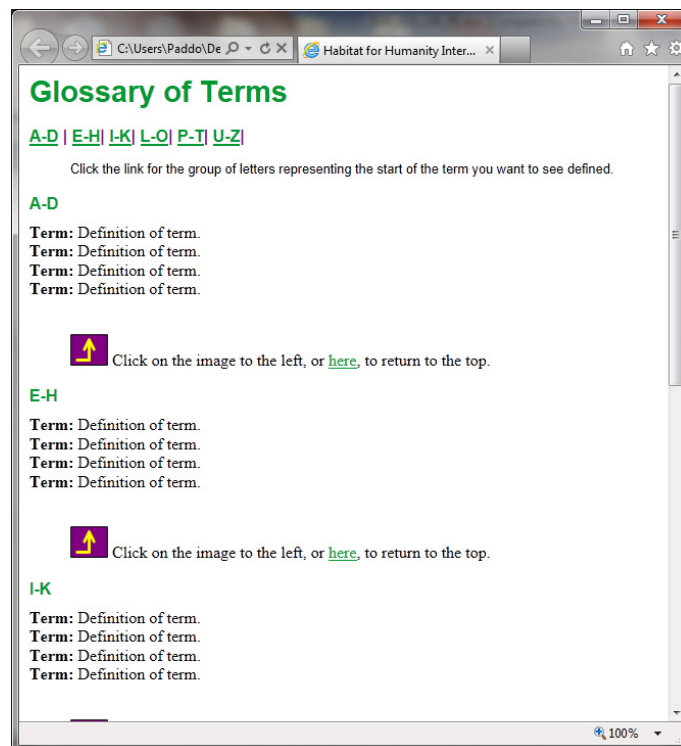 C:\Users\Paddo\De
Habitat for Humanity Inter...
Glossary of Terms
A-D | E-H| I-K| L-O| P-T| U-Z|
Click the link for the group of letters representing the start of the term you want to see defined.
A-D
Term: Definition of term.
Term: Definition of term.
Term: Definition of term.
Term: Definition of term.
Click on the image to the left, or here, to return to the top.
E-H
Term: Definition of term.
Term: Definition of term.
Term: Definition of term.
Term: Definition of term.
Click on the image to the left, or here, to return to the top.
I-K
Term: Definition of term.
Term: Definition of term.
Term: Definition of term.
Term: Definition of term.
100%